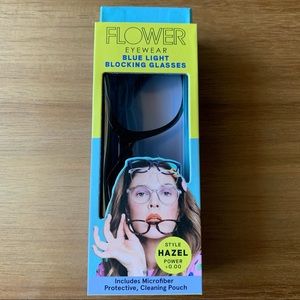 FLOWER
EYEWEAR
BLUE LIGHT
BLOCKING GLASSES
STYLE
HAZEL
POWER
+0.00
Includes Microfiber
Protective, Cleaning Pouch